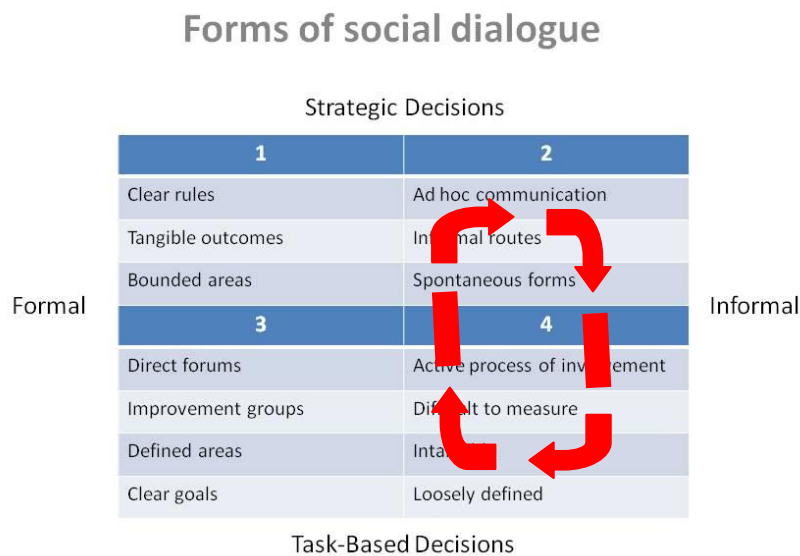 Forms of social dialogue
Strategic Decisions
1 2
Clear rules Ad hoc communication
Tangible outcomes routes
Bounded areas Spontaneous forms
Formal
Informal
3 4
Direct forums Active process of
Improvement groups to measure
Defined areas
Clear goals Loosely defined
Task-Based Decisions